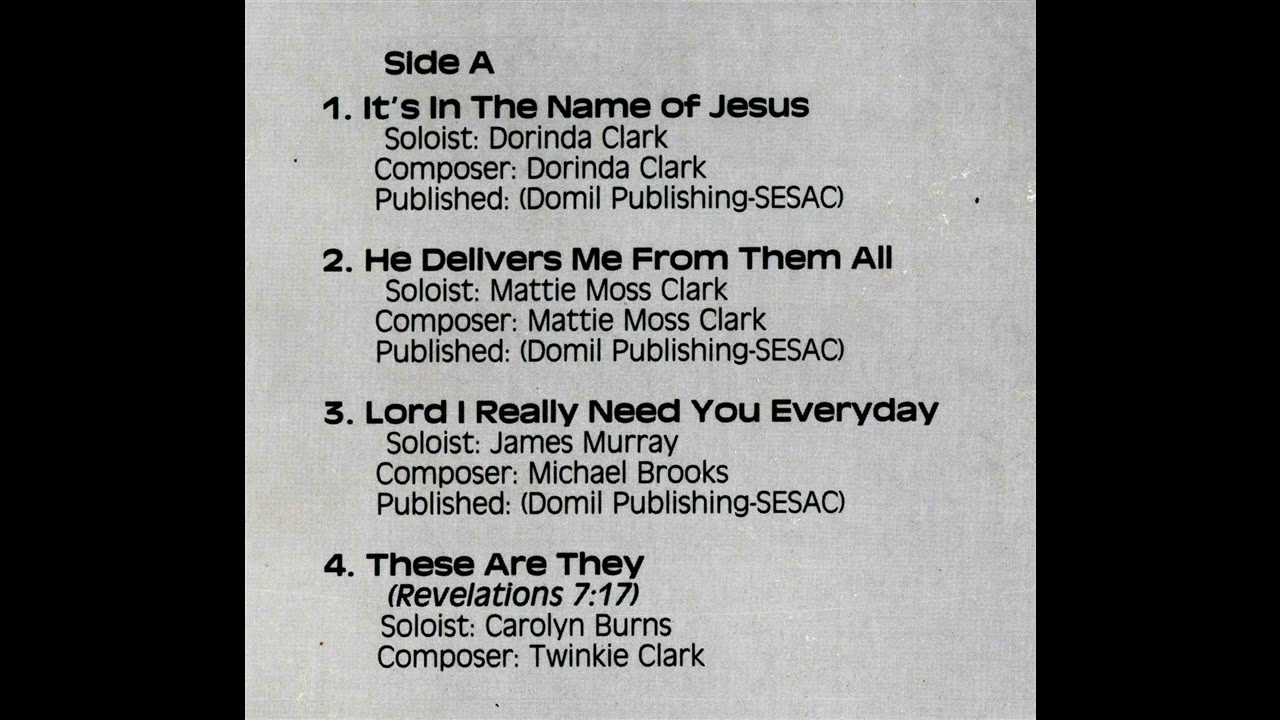 Side A
1. It's In The Name of Jesus
Soloist: Dorinda Clark
Composer: Dorinda Clark
Published: (Domil Publishing-SESAC)
2. He Delivers Me From Them All
Soloist: Mattie Moss Clark
Composer: Mattie Moss Clark
Published: (Domil Publishing-SESAC)
3. Lord I Really Need You Everyday
Soloist: James Murray
Composer: Michael Brooks
Published: (Domil Publishing-SESAC)
4. These Are They
(Revelations 7:17)
Soloist: Carolyn Burns
Composer: Twinkie Clark